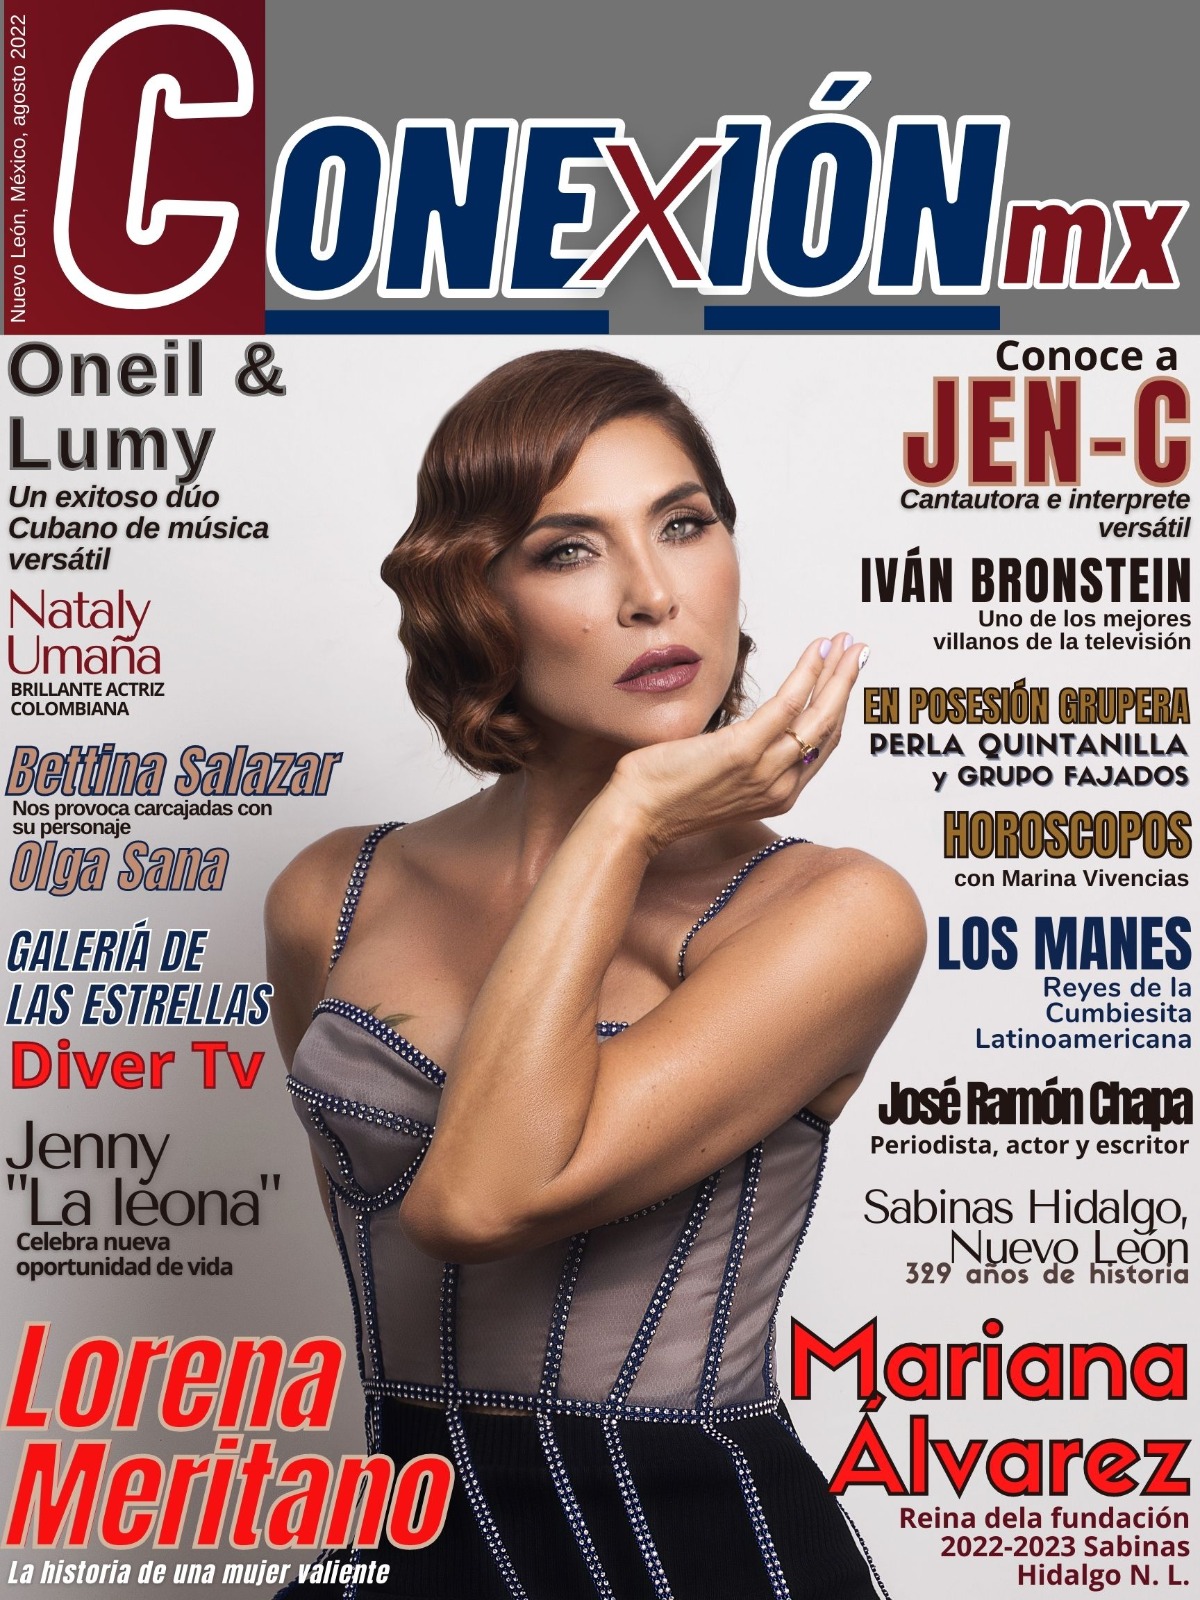 Nuevo León, México, agosto 2022
CONEXIÓN mx
Oneil &
Lumy
Un exitoso dúo
Cubano de música
versátil
Nataly
Umaña
BRILLANTE ACTRIZ
COLOMBIANA
Bettina Salazar
Nos provoca carcajadas con
su personaje
Olga Sana
GALERIÁ DE
LAS ESTRELLAS
Diver Tv
Jenny
"La leona"
Celebra nueva
oportunidad de vida
Lorena
Meritano
La historia de una mujer valiente
Conoce a
JEN-C
Cantautora e interprete
versátil
IVÁN BRONSTEIN
Uno de los mejores
villanos de la televisión
EN POSESIÓN GRUPERA
PERLA QUINTANILLA
y GRUPO FAJADOS
HOROSCOPOS
con Marina Vivencias
LOS MANES
Reyes de la
Cumbiesita
Latinoamericana
José Ramón Chapa
Periodista, actor y escritor
Sabinas Hidalgo,
Nuevo León
329 años de historia
Mariana
Álvarez
Reina dela fundación
2022-2023 Sabinas
Hidalgo N. L.